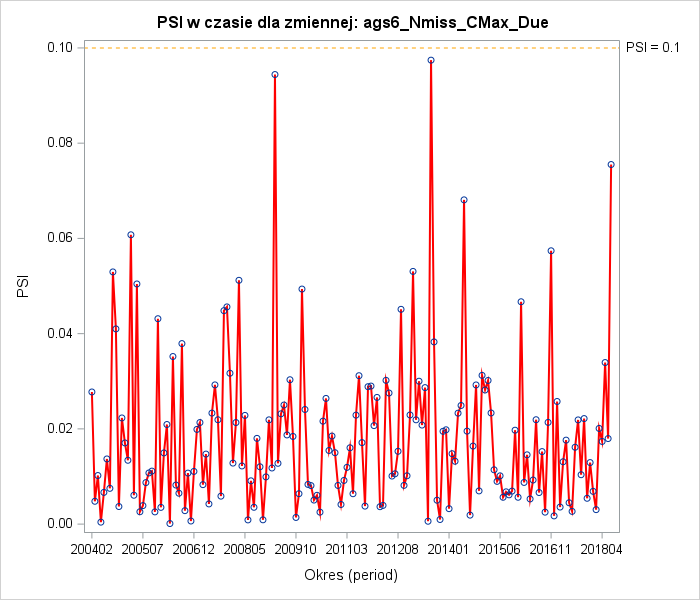 PSI w czasie dla zmiennej: ags6_Nmiss_CMax_Due
0.10
PSI = 0.1
0.08
0.06
PSI
0.04
0.02
0.00
200402 200507 200612 200805 200910 201103 201208 201401 201506 201611 201804
Okres (period)